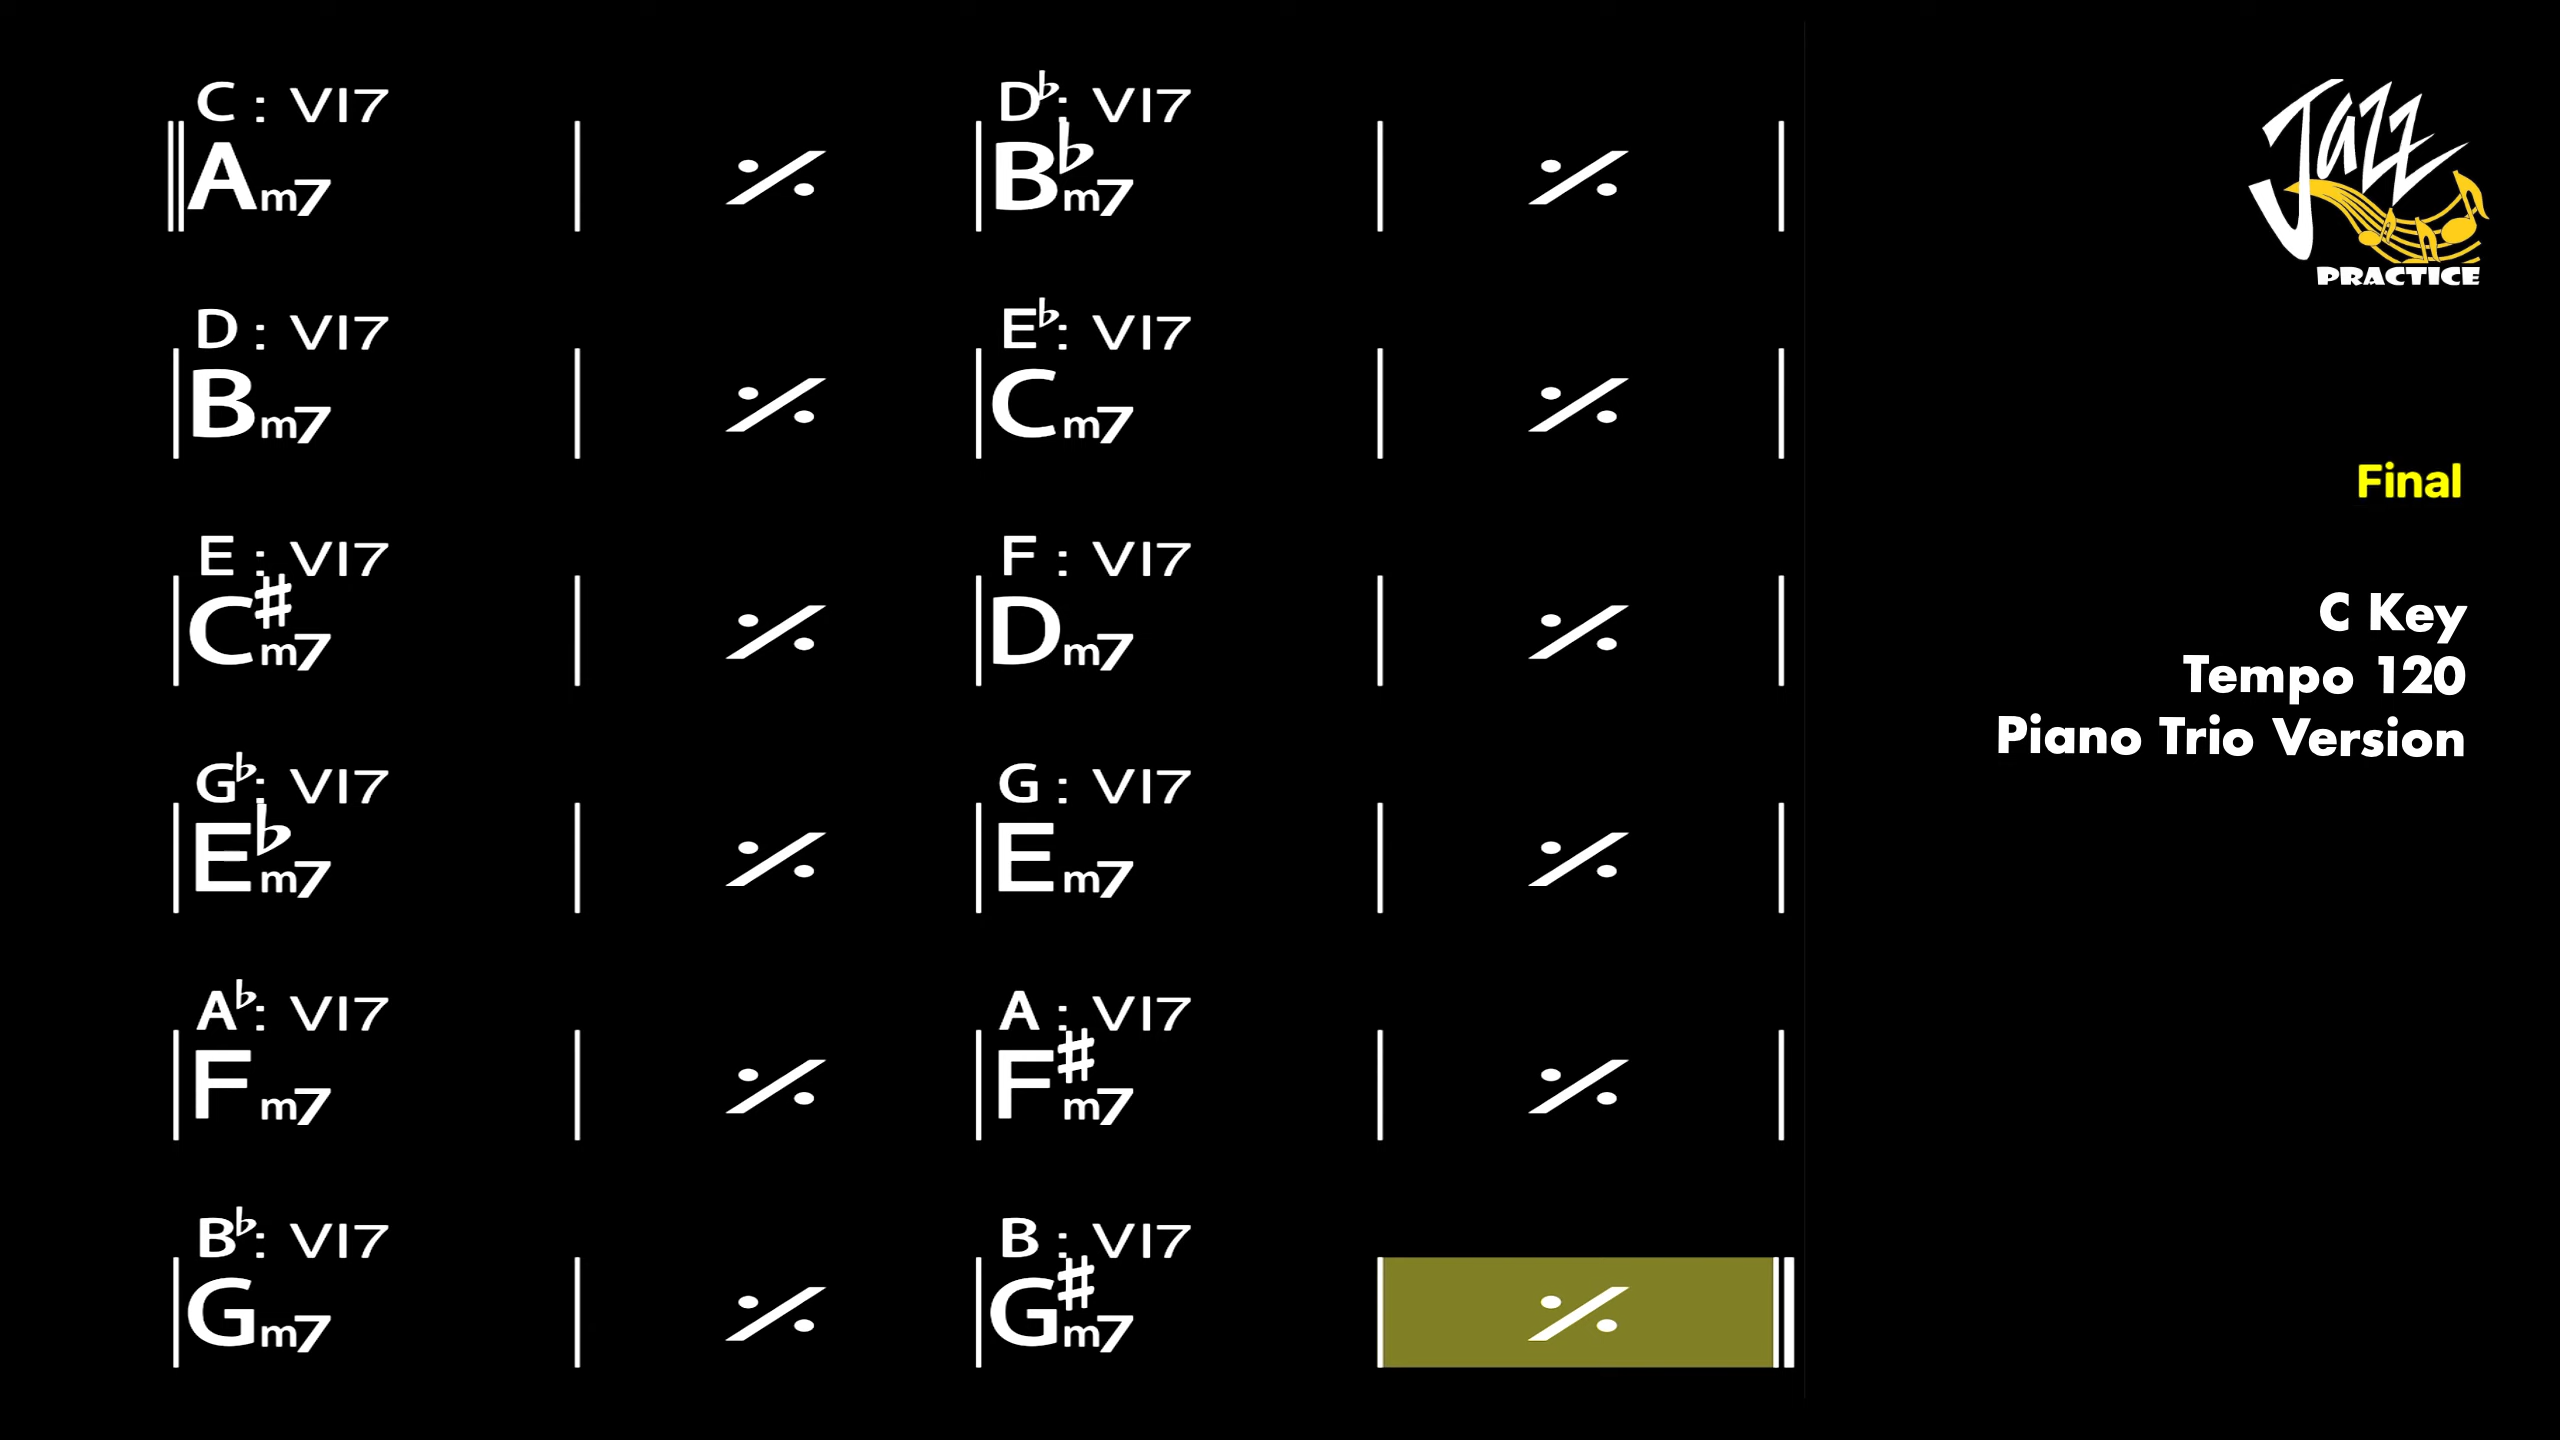 C : VI7 D♭: VI7
Am7 𝄎 B♭m7 𝄎
D : VI7 E♭: VI7
Bm7 𝄎 Cm7 𝄎
E : VI7 F : VI7
C♯m7 𝄎 Dm7 𝄎
G♭: VI7 G : VI7
E♭m7 𝄎 Em7 𝄎
A♭: VI7 A : VI7
Fm7 𝄎 F♯m7 𝄎
B♭: VI7 B : VI7
Gm7 𝄎 G♯m7 𝄎
Jazz
PRACTICE
Final
C Key
Tempo 120
Piano Trio Version